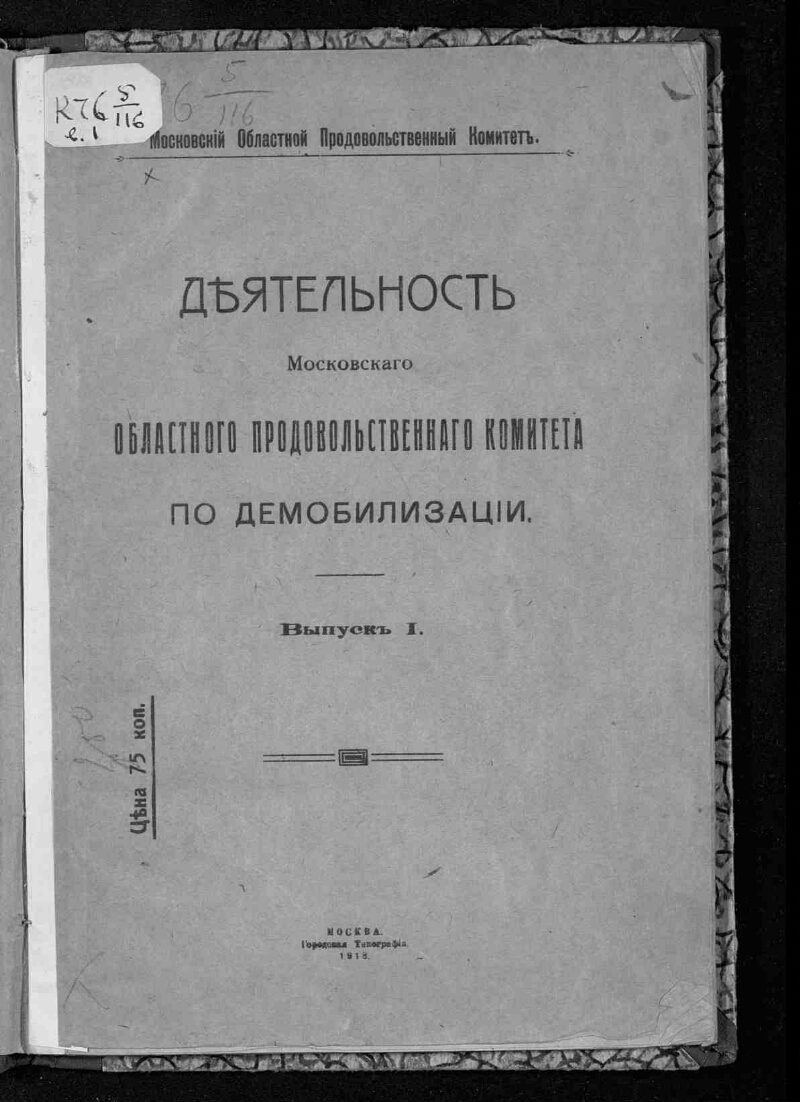 К76 5/116
е. 1
5/116
Московскій Областной Продовольственный Комитетъ.
ДѢЯТЕЛЬНОСТЬ
Московскаго
ОБЛАСТНОГО ПРОДОВОЛЬСТВЕННАГО КОМИТЕТА
ПО ДЕМОБИЛИЗАЦІИ.
Выпускъ I.
Цѣна 75 коп.
МОСКВА.
Городская Типографія.
1918.